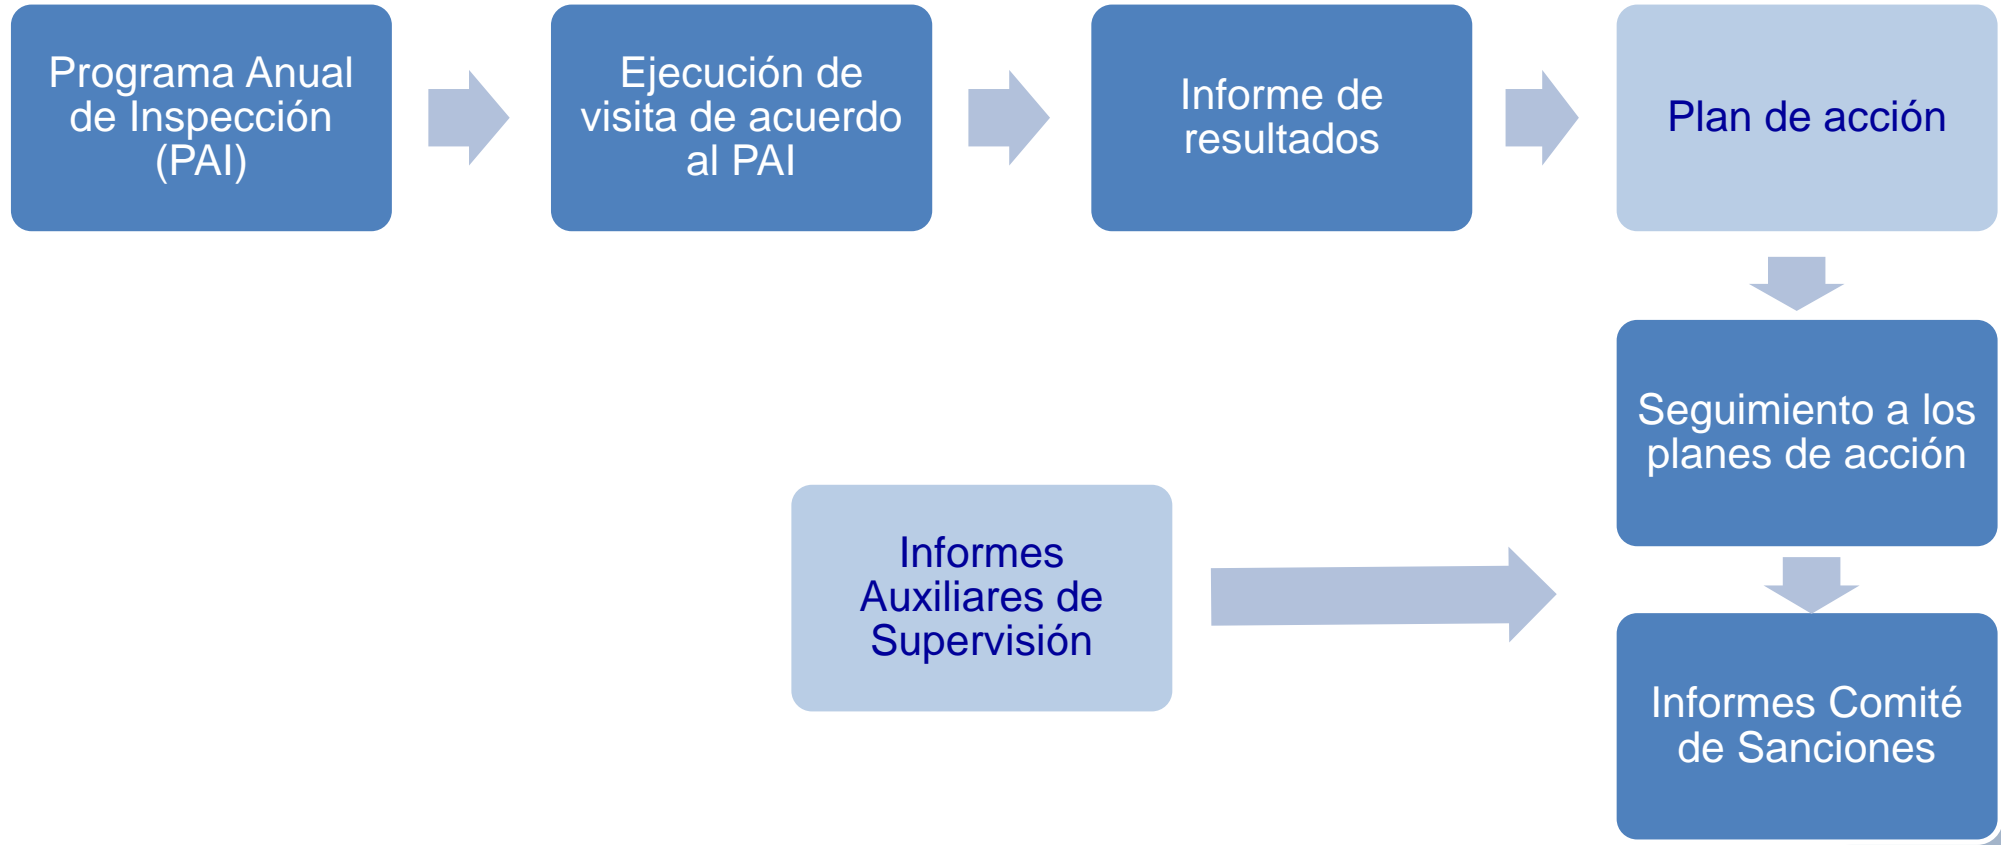 Programa Anual
de Inspección
(PAI)
Ejecución de
visita de acuerdo
al PAI
Informe de
resultados
Plan de acción
Seguimiento a los
planes de acción
Informes
Auxiliares de
Supervisión
Informes Comité
de Sanciones